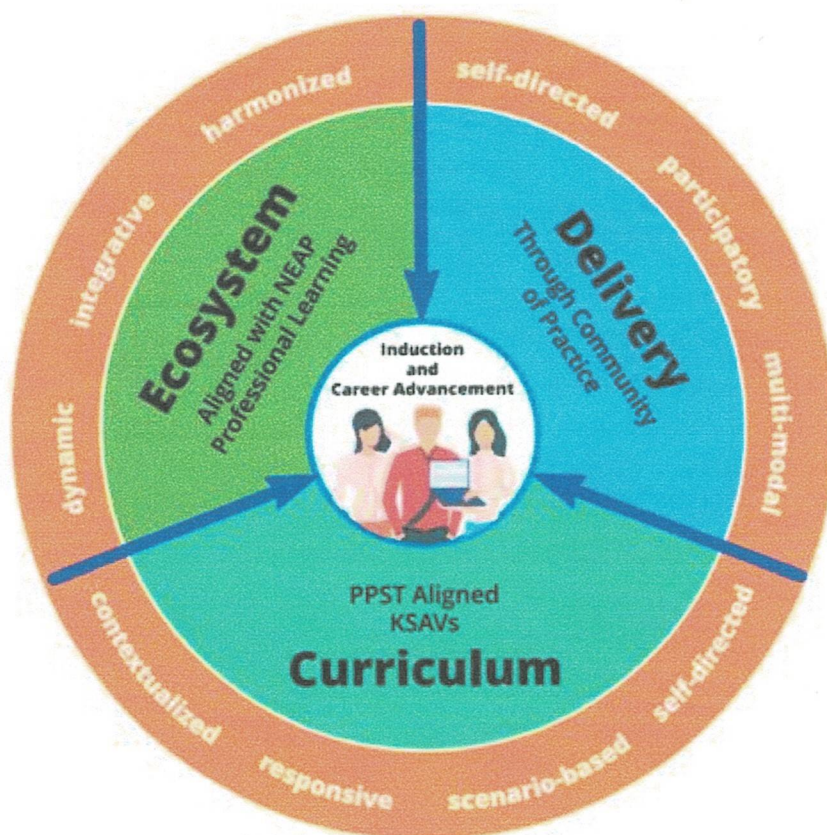 harmonized
integrative
dynamic
self-directed
participatory
multi-modal
Ecosystem
Aligned with NEAP
Professional Learning
Delivery
Through Community
of Practice
Induction
and
Career Advancement
PPST Aligned
KSAVs
Curriculum
contextualized
responsive
scenario-based
self-directed